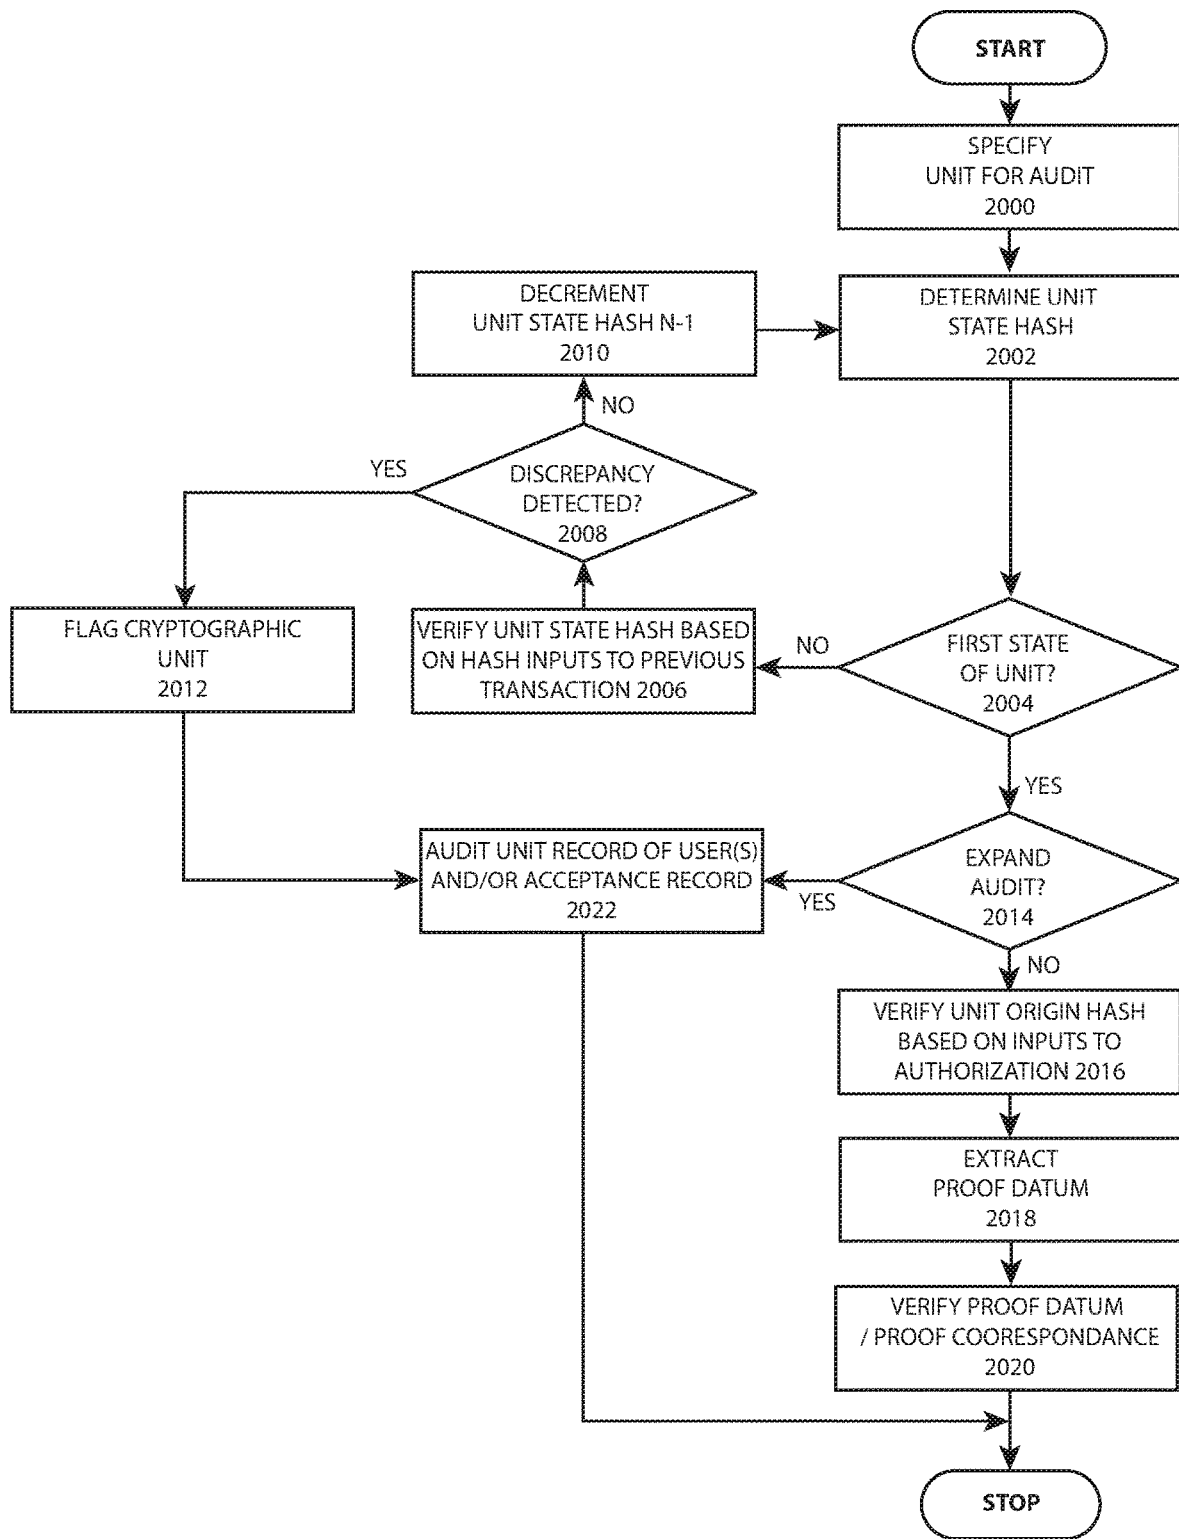 START
SPECIFY
UNIT FOR AUDIT
2000
DECREMENT
UNIT STATE HASH N-1
2010
DETERMINE UNIT
STATE HASH
2002
NO
YES
DISCREPANCY
DETECTED?
2008
FLAG CRYPTOGRAPHIC
UNIT
2012
VERIFY UNIT STATE HASH BASED
ON HASH INPUTS TO PREVIOUS
TRANSACTION 2006
NO
FIRST STATE
OF UNIT?
2004
YES
AUDIT UNIT RECORD OF USER(S)
AND/OR ACCEPTANCE RECORD
2022
YES
EXPAND
AUDIT?
2014
NO
VERIFY UNIT ORIGIN HASH
BASED ON INPUTS TO
AUTHORIZATION 2016
EXTRACT
PROOF DATUM
2018
VERIFY PROOF DATUM
/ PROOF COORESPONDANCE
2020
STOP